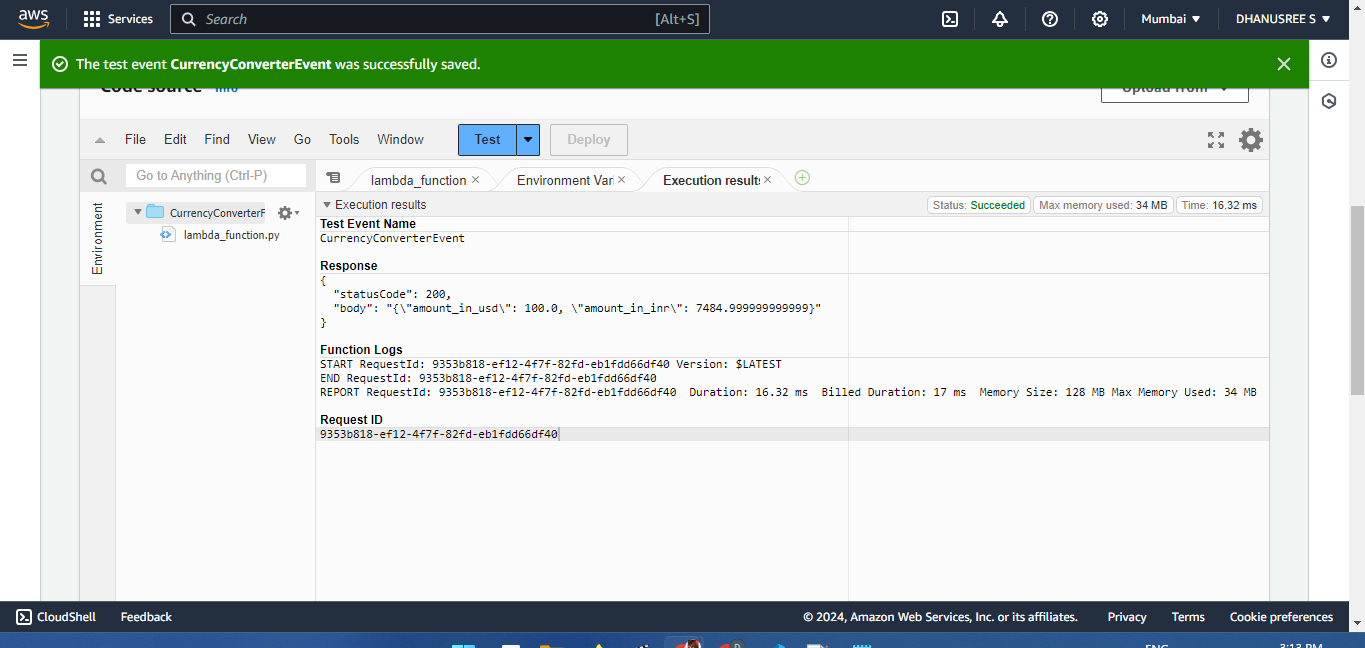 aws Services Search [Alt+S] Mumbai DHANUSREE S
The test event CurrencyConverterEvent was successfully saved.
Code source Info Upload from
File Edit Find View Go Tools Window Test Deploy
Go to Anything (Ctrl-P) lambda_function Environment Var Execution results
Environment
CurrencyConverterF
lambda_function.py
Execution results Status: Succeeded Max memory used: 34 MB Time: 16.32 ms
Test Event Name
CurrencyConverterEvent
Response
{
"statusCode": 200,
"body": "{\"amount_in_usd\": 100.0, \"amount_in_inr\": 7484.999999999999}"
}
Function Logs
START RequestId: 9353b818-ef12-4f7f-82fd-eb1fdd66df40 Version: $LATEST
END RequestId: 9353b818-ef12-4f7f-82fd-eb1fdd66df40
REPORT RequestId: 9353b818-ef12-4f7f-82fd-eb1fdd66df40 Duration: 16.32 ms Billed Duration: 17 ms Memory Size: 128 MB Max Memory Used: 34 MB
Request ID
9353b818-ef12-4f7f-82fd-eb1fdd66df40
CloudShell Feedback © 2024, Amazon Web Services, Inc. or its affiliates. Privacy Terms Cookie preferences
ENG 3:13 PM